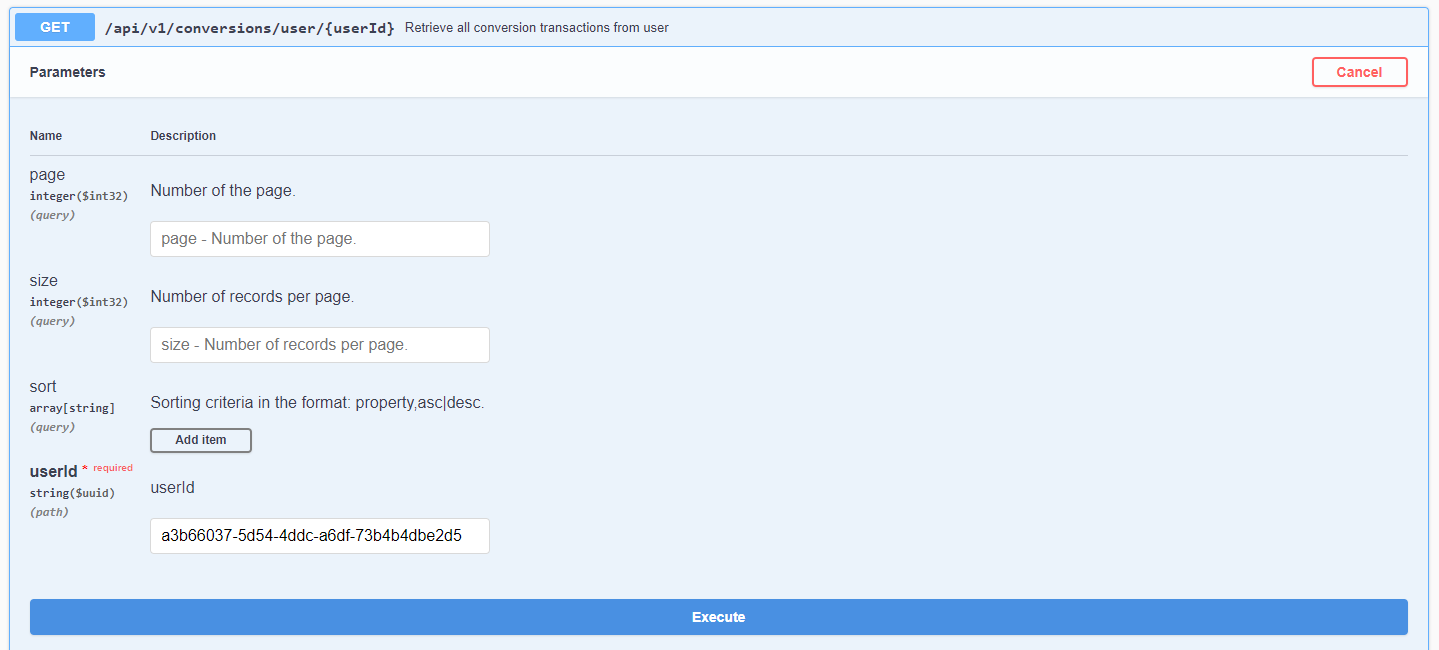 GET /api/v1/conversions/user/{userId} Retrieve all conversion transactions from user
Parameters Cancel
Name Description
page
integer($int32)
(query)
Number of the page.
page - Number of the page.
size
integer($int32)
(query)
Number of records per page.
size - Number of records per page.
sort
array[string]
(query)
Sorting criteria in the format: property,asc|desc.
Add item
userId * required
string($uuid)
(path)
userId
a3b66037-5d54-4ddc-a6df-73b4b4dbe2d5
Execute